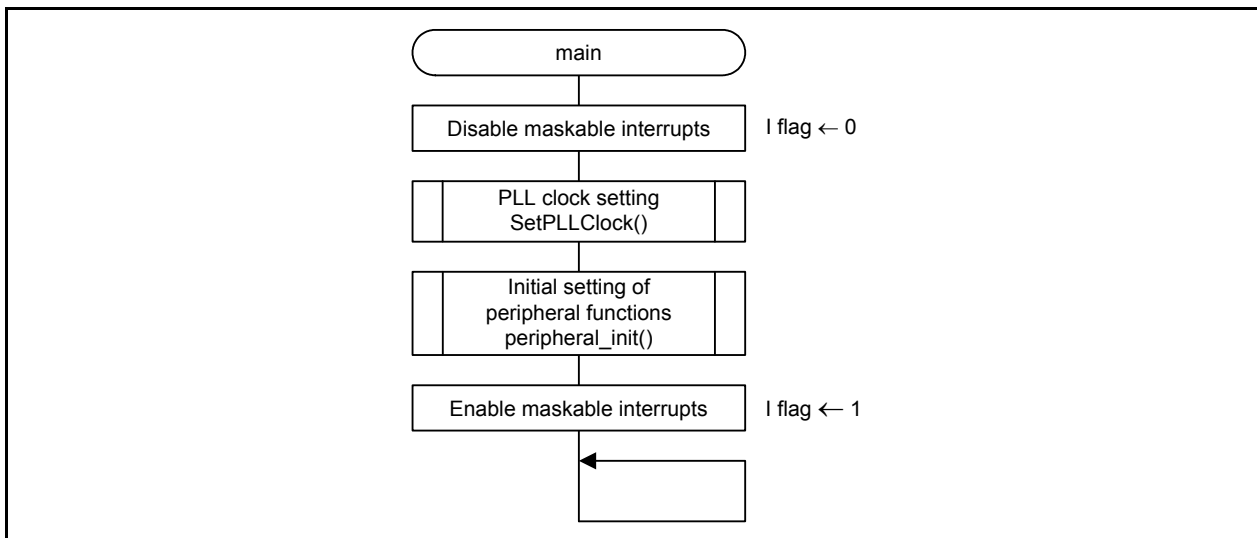 main
Disable maskable interrupts
I flag ← 0
PLL clock setting
SetPLLClock()
Initial setting of
peripheral functions
peripheral_init()
Enable maskable interrupts
I flag ← 1